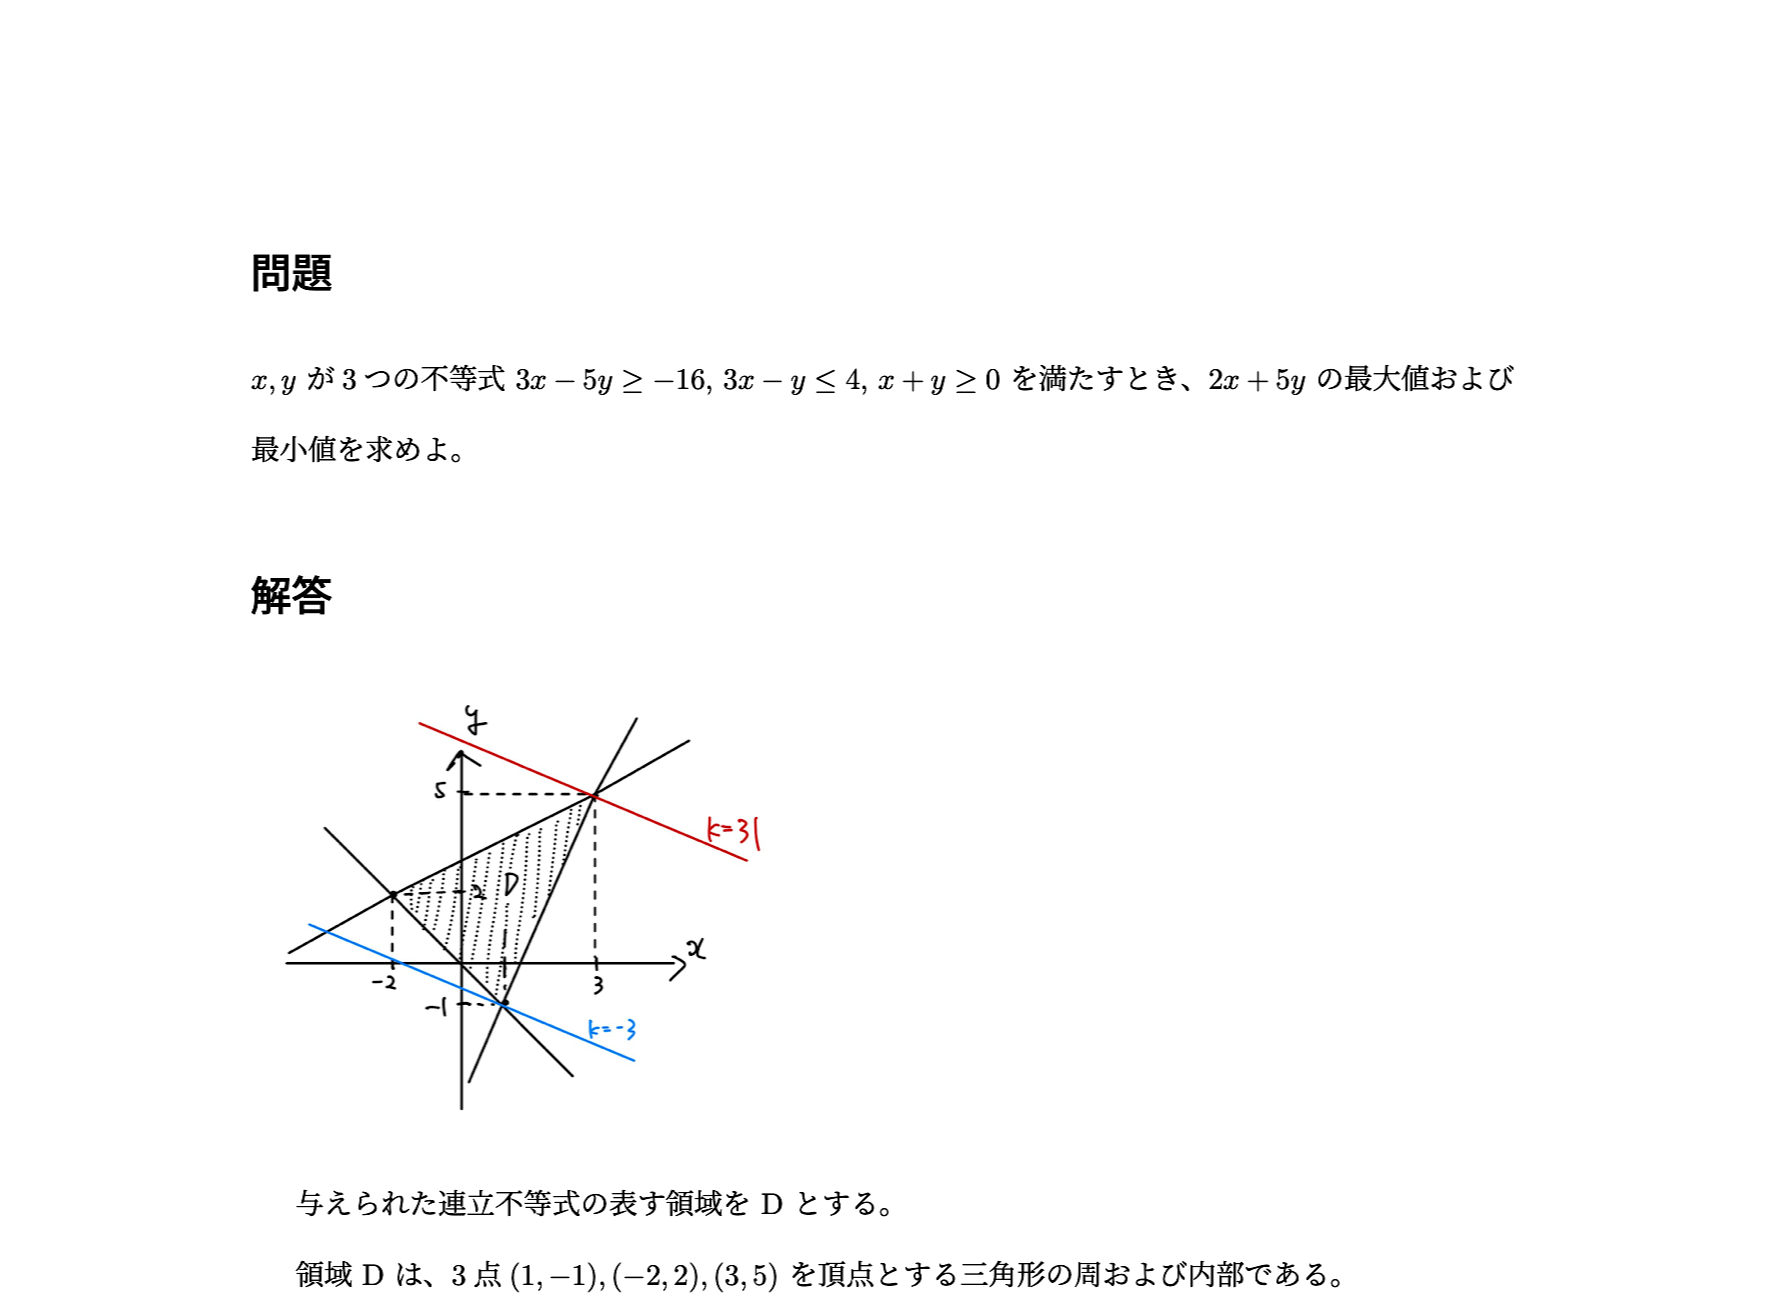 問題
x, y が 3 つの不等式 3x − 5y ≥ −16, 3x − y ≤ 4, x + y ≥ 0 を満たすとき、2x + 5y の最大値および
最小値を求めよ。
解答
y
5
k=31
2 D
1
x
-2
3
-1
k=-3
与えられた連立不等式の表す領域を D とする。
領域 D は、3 点 (1, −1), (−2, 2), (3, 5) を頂点とする三角形の周および内部である。